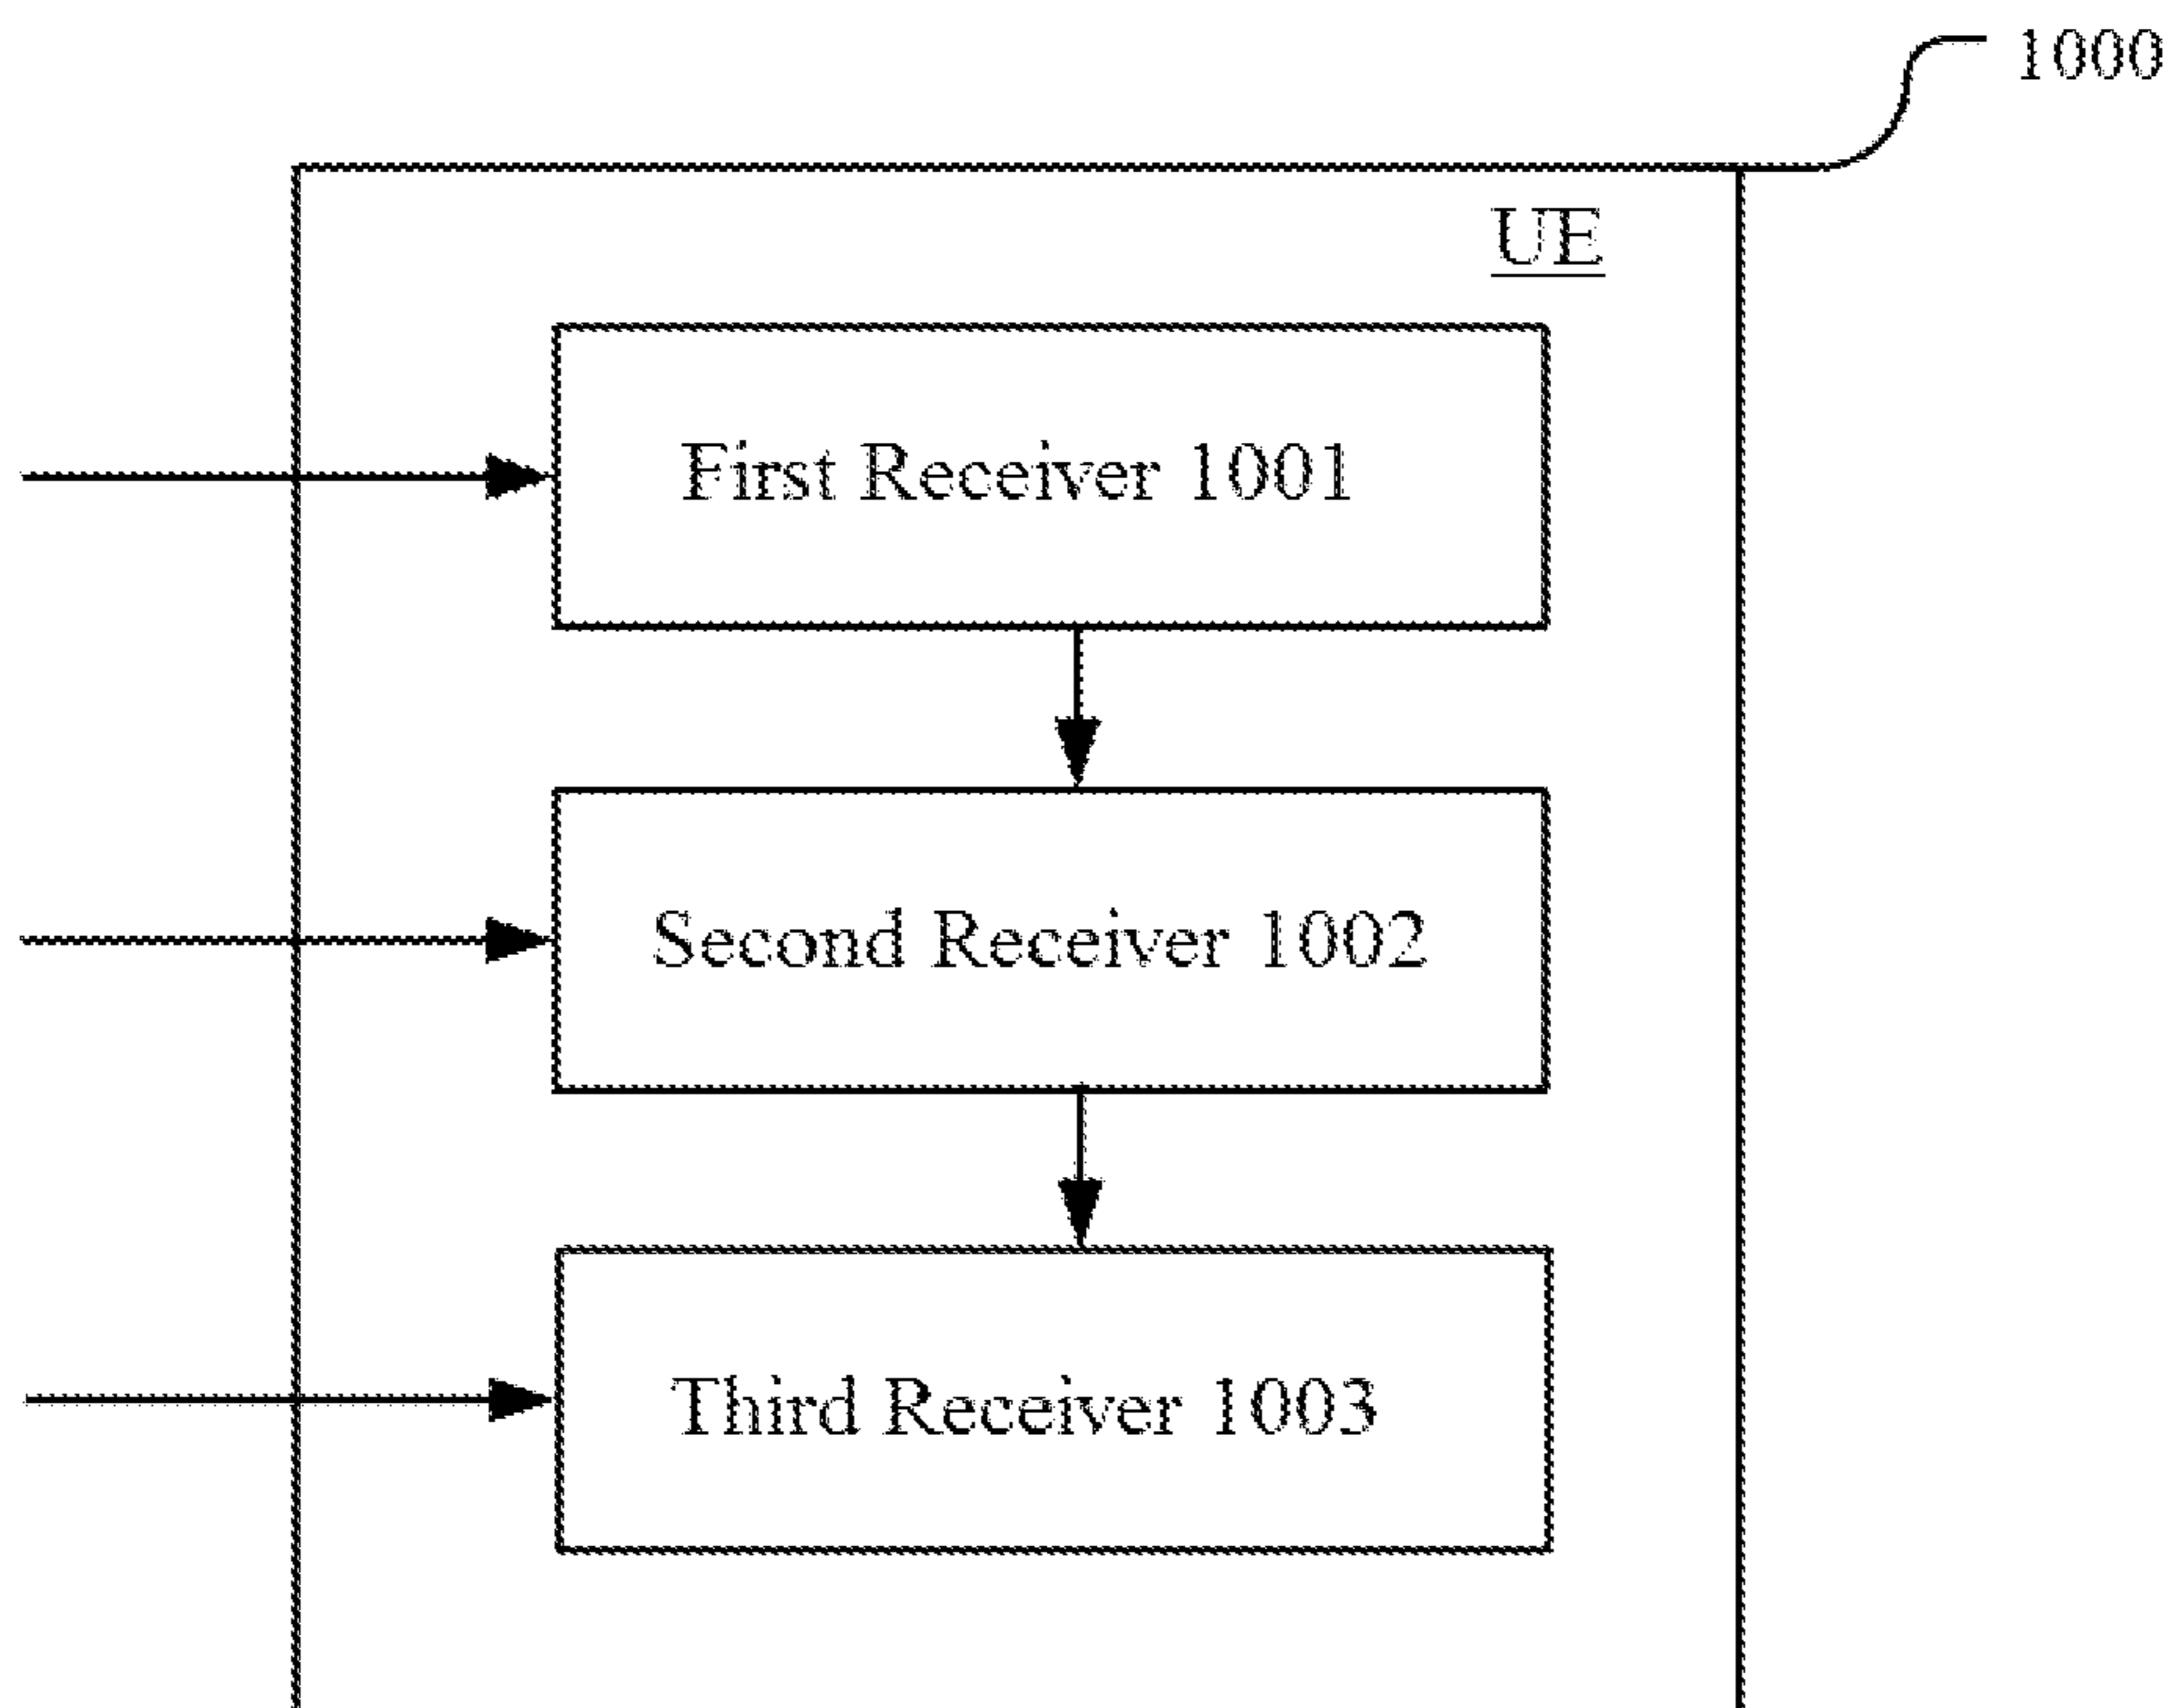 1000
UE
First Receiver 1001
Second Receiver 1002
Third Receiver 1003